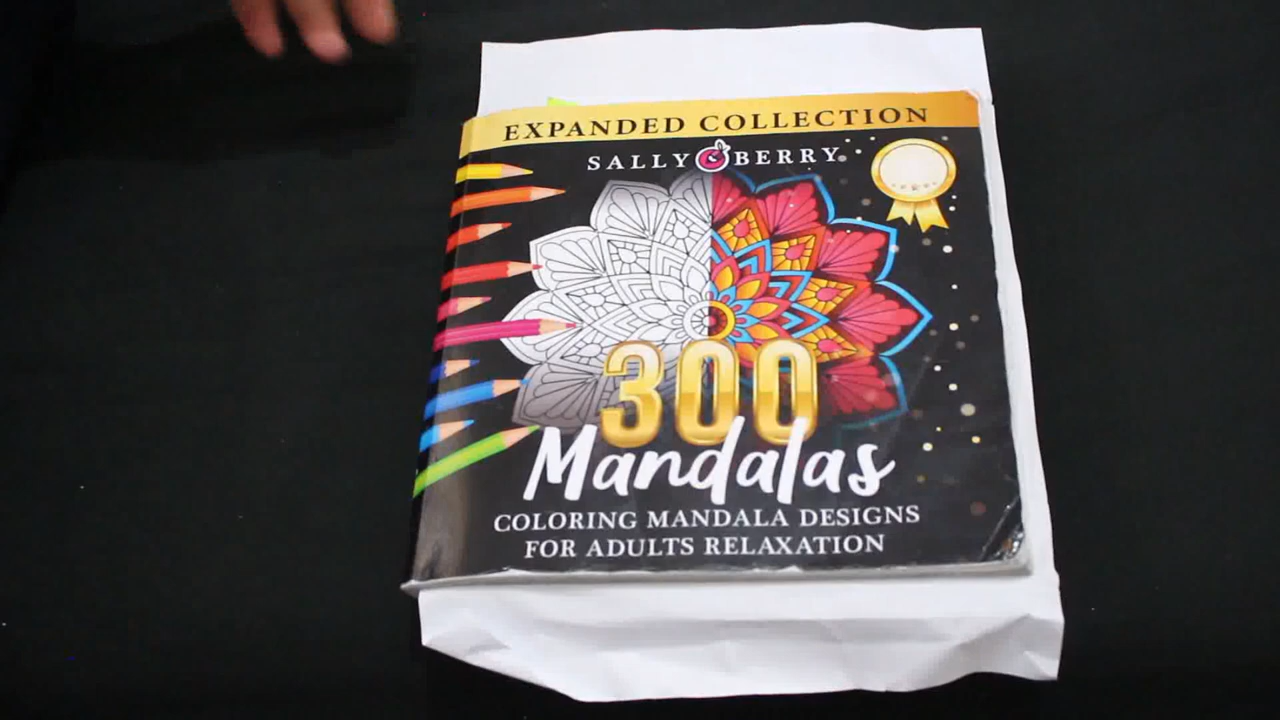 EXPANDED COLLECTION
SALLY BERRY
300
Mandalas
COLORING MANDALA DESIGNS
FOR ADULTS RELAXATION